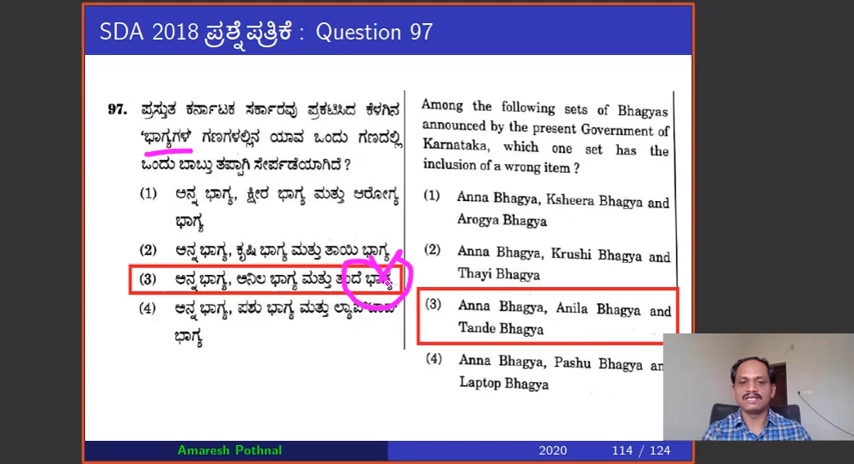 SDA 2018 ಪ್ರಶ್ನೆ ಪತ್ರಿಕೆ : Question 97
97. ಪ್ರಸ್ತುತ ಕರ್ನಾಟಕ ಸರ್ಕಾರವು ಪ್ರಕಟಿಸಿದ ಕೆಳಗಿನ
'ಭಾಗ್ಯಗಳ' ಗಣಗಳಲ್ಲಿನ ಯಾವ ಒಂದು ಗಣದಲ್ಲಿ
ಒಂದು ಬಾಬ್ತು ತಪ್ಪಾಗಿ ಸೇರ್ಪಡೆಯಾಗಿದೆ ?
(1) ಅನ್ನ ಭಾಗ್ಯ, ಕ್ಷೀರ ಭಾಗ್ಯ ಮತ್ತು ಆರೋಗ್ಯ
ಭಾಗ್ಯ
(2) ಅನ್ನ ಭಾಗ್ಯ, ಕೃಷಿ ಭಾಗ್ಯ ಮತ್ತು ತಾಯಿ ಭಾಗ್ಯ
(3) ಅನ್ನ ಭಾಗ್ಯ, ಅನಿಲ ಭಾಗ್ಯ ಮತ್ತು ಭಾಗ್ಯ
(4) ಅನ್ನ ಭಾಗ್ಯ, ಪಶು ಭಾಗ್ಯ ಮತ್ತು
ಭಾಗ್ಯ
Among the following sets of Bhagyas
announced by the present Government of
Karnataka, which one set has the
inclusion of a wrong item ?
(1) Anna Bhagya, Ksheera Bhagya and
Arogya Bhagya
(2) Anna Bhagya, Krushi Bhagya and
Thayi Bhagya
(3) Anna Bhagya, Anila Bhagya and
Tande Bhagya
(4) Anna Bhagya, Pashu Bhagya an
Laptop Bhagya
Amaresh Pothnal 2020 114 / 124